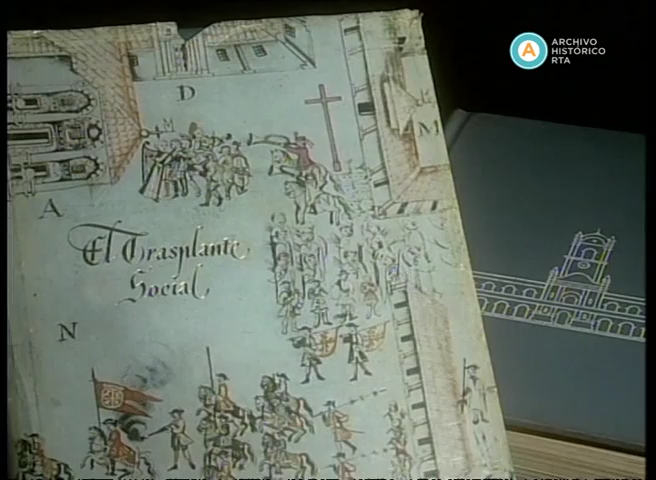 ARCHIVO
HISTÓRICO
RTA
A
D
M
A
El Trasplante
Social
N